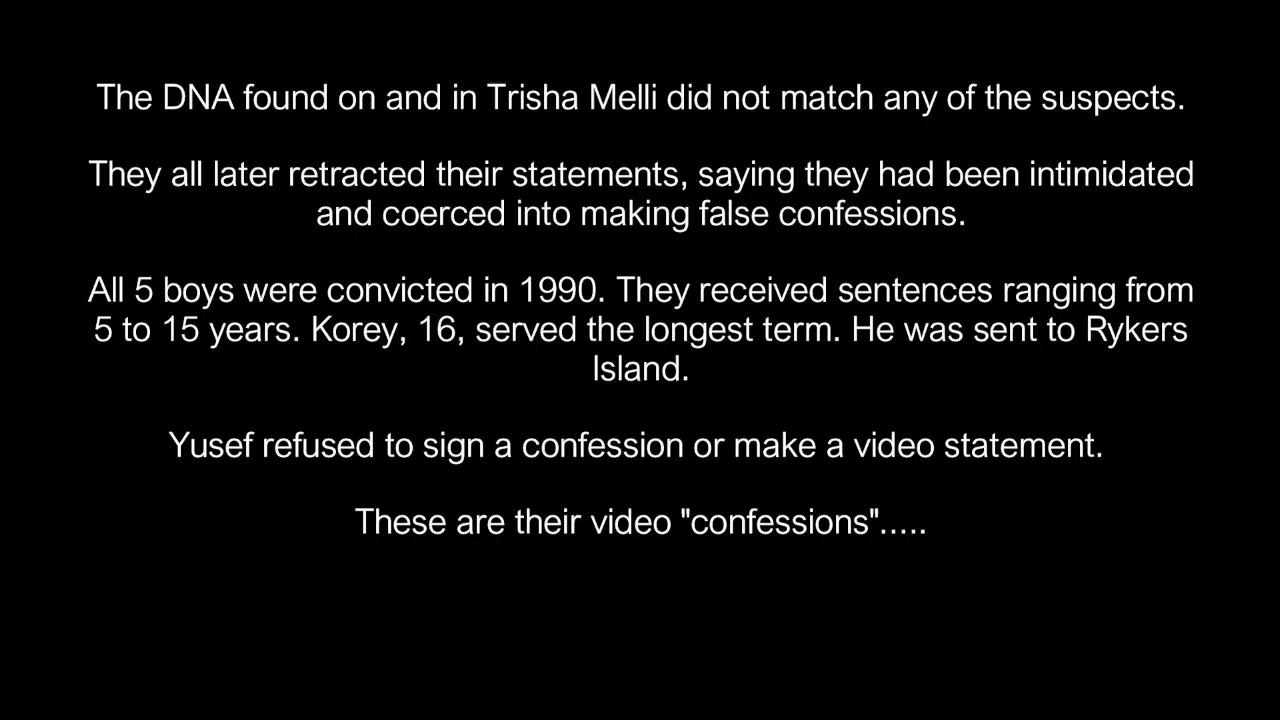 The DNA found on and in Trisha Melli did not match any of the suspects.
They all later retracted their statements, saying they had been intimidated
and coerced into making false confessions.
All 5 boys were convicted in 1990. They received sentences ranging from
5 to 15 years. Korey, 16, served the longest term. He was sent to Rykers
Island.
Yusef refused to sign a confession or make a video statement.
These are their video "confessions".....